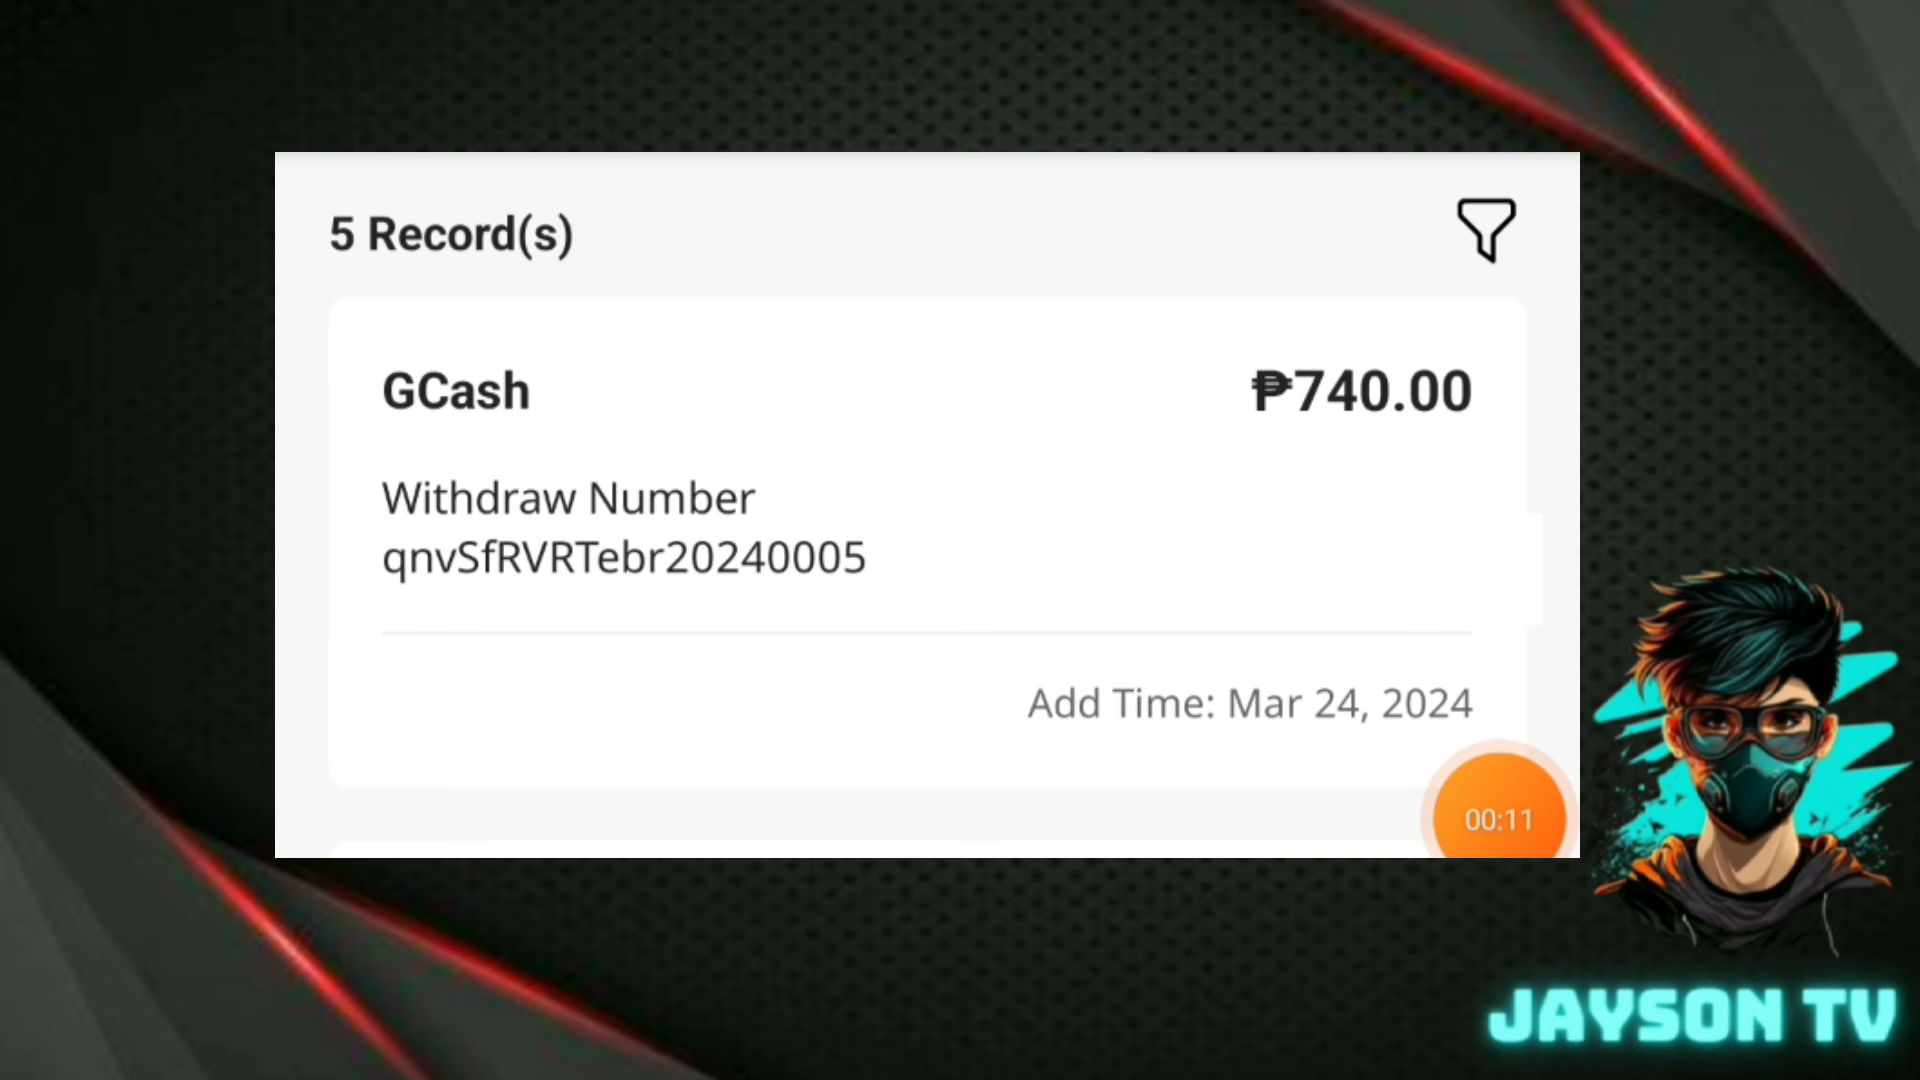 5 Record(s)
GCash
₱740.00
Withdraw Number
qnvSfRVRTebr20240005
Add Time: Mar 24, 2024
00:11
JAYSON TV